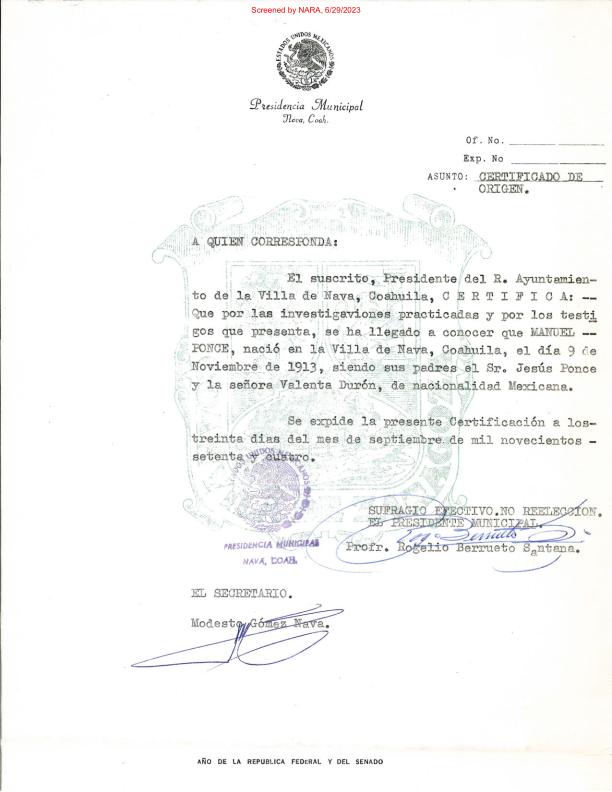 Screened by NARA, 6/29/2023
ESTADOS UNIDOS MEXICANOS
Presidencia Municipal
Nava, Coah.
Of. No.
Exp. No
ASUNTO: CERTIFICADO DE
ORIGEN.
A QUIEN CORRESPONDA:
El suscrito, Presidente del R. Ayuntamien-
to de la Villa de Nava, Coahuila, C E R T I F I C A: --
Que por las investigaviones practicadas y por los testi
gos que presenta, se ha llegado a conocer que MANUEL --
PONCE, nació en la Villa de Nava, Coahuila, el día 9 de
Noviembre de 1913, siendo sus padres el Sr. Jesús Ponce
y la señora Valenta Durón, de nacionalidad Mexicana.
Se expide la presente Certificación a los-
treinta dias del mes de septiembre de mil novecientos -
setenta y cuatro.
UNIDOS MEXICANOS
PRESIDENCIA MUNICIPAL
NAVA, COAH.
SUFRAGIO EFECTIVO.NO REELECCION.
EL PRESIDENTE MUNICIPAL.
Profr. Rogelio Berrueto Santana.
EL SECRETARIO.
Modesto Gómez Nava.
AÑO DE LA REPUBLICA FEDERAL Y DEL SENADO